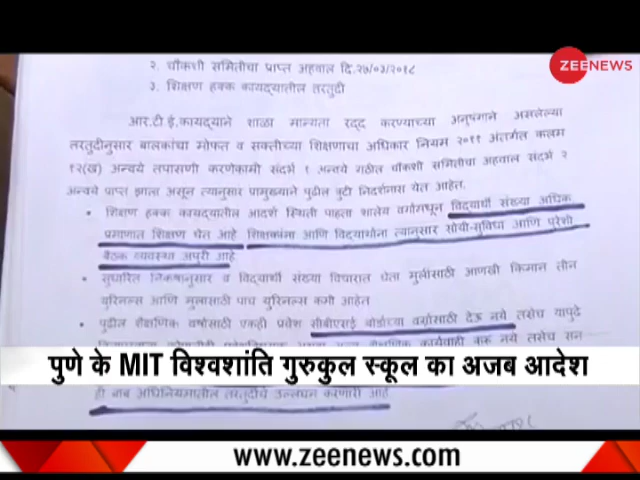 २. चौकशी समितीचा प्राप्त अहवाल दि.२७/०३/२०१८
ZEENEWS
३. शिक्षण हक्क कायद्यातील तरतुदी
आर.टी.ई.कायद्याने शाळा मान्यता रद्द करण्याच्या अनुषंगाने असलेल्या
तरतुदीनुसार बालकांचा मोफत व सक्तीच्या शिक्षणाचा अधिकार नियम २०११ अंतर्गत कलम
१२(ख) अन्वये तपासणी करणेकामी संदर्भ १ अन्वये गठीत चौकशी समितीचा अहवाल संदर्भ २
अन्वये प्राप्त झाला असून त्यानुसार प्रामुख्याने पुढील त्रुटी निदर्शनास येत आहेत.
• शिक्षण हक्क कायद्यातील आदर्श स्थिती पाहता शालेय वर्गामधून विद्यार्थी संख्या अधिक
प्रमाणात शिक्षण घेत आहे शिक्षकांना आणि विद्यार्थांना त्यानुसार सोयी-सुविधा आणि पुरेशी
बैठक व्यवस्था अपुरी आहे
• सुधारित निकषानुसार व विद्यार्थी संख्या विचारात घेता मुलींसाठी आणखी किमान तीन
युरिनल्स आणि मुलासाठी पाच युरिनल्स कमी आहेत
• पुढील शैक्षणिक वर्षासाठी एकही प्रवेश सीबीएसई बोर्डाच्या वर्गासाठी देऊ नये तसेच यापुढे
पुणे के MIT विश्वशांति गुरुकुल स्कूल का अजब आदेश
ही बाब अधिनियमातील तरतुदीचे उल्लंघन करणारी आहे
www.zeenews.com